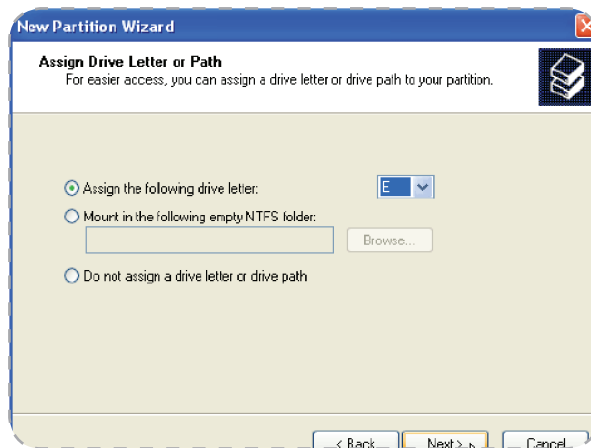 New Partition Wizard
Assign Drive Letter or Path
For easier access, you can assign a drive letter or drive path to your partition.
Assign the following drive letter:
E
Mount in the following empty NTFS folder:
Browse...
Do not assign a drive letter or drive path
< Back
Next >
Cancel